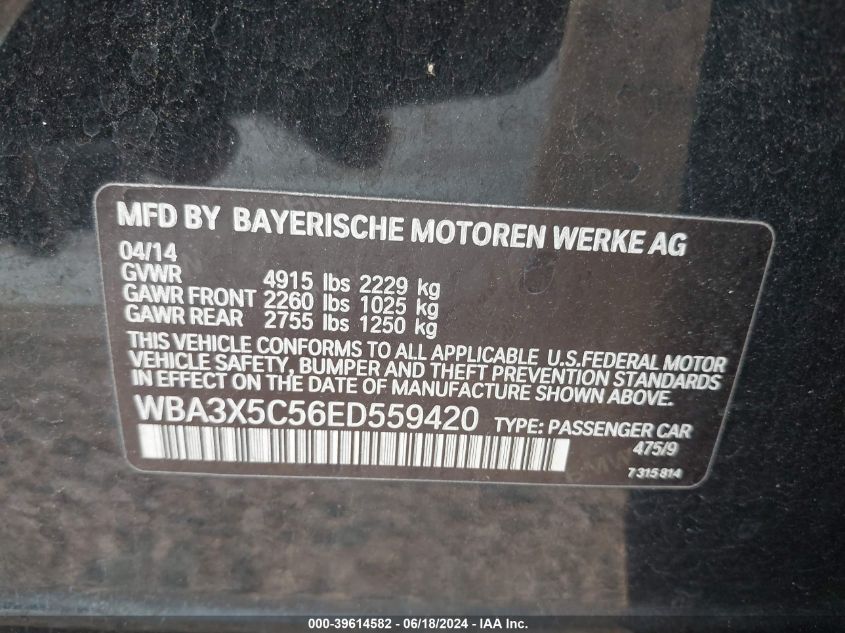 MFD BY BAYERISCHE MOTOREN WERKE AG
04/14
GVWR 4915 lbs 2229 kg
GAWR FRONT 2260 lbs 1025 kg
GAWR REAR 2755 lbs 1250 kg
THIS VEHICLE CONFORMS TO ALL APPLICABLE U.S.FEDERAL MOTOR
VEHICLE SAFETY, BUMPER AND THEFT PREVENTION STANDARDS
IN EFFECT ON THE DATE OF MANUFACTURE SHOWN ABOVE.
WBA3X5C56ED559420 TYPE: PASSENGER CAR
475/9
7 315 814
000-39614582 - 06/18/2024 - IAA Inc.